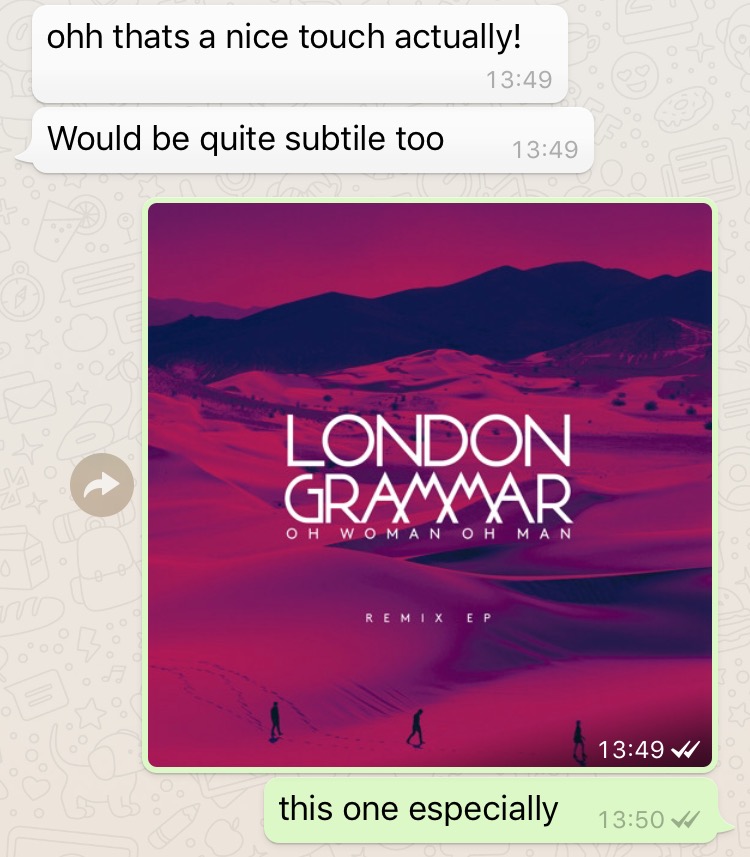 ohh thats a nice touch actually!
13:49
Would be quite subtile too
13:49
LONDON
GRAMMAR
OH WOMAN OH MAN
REMIX EP
13:49
this one especially
13:50